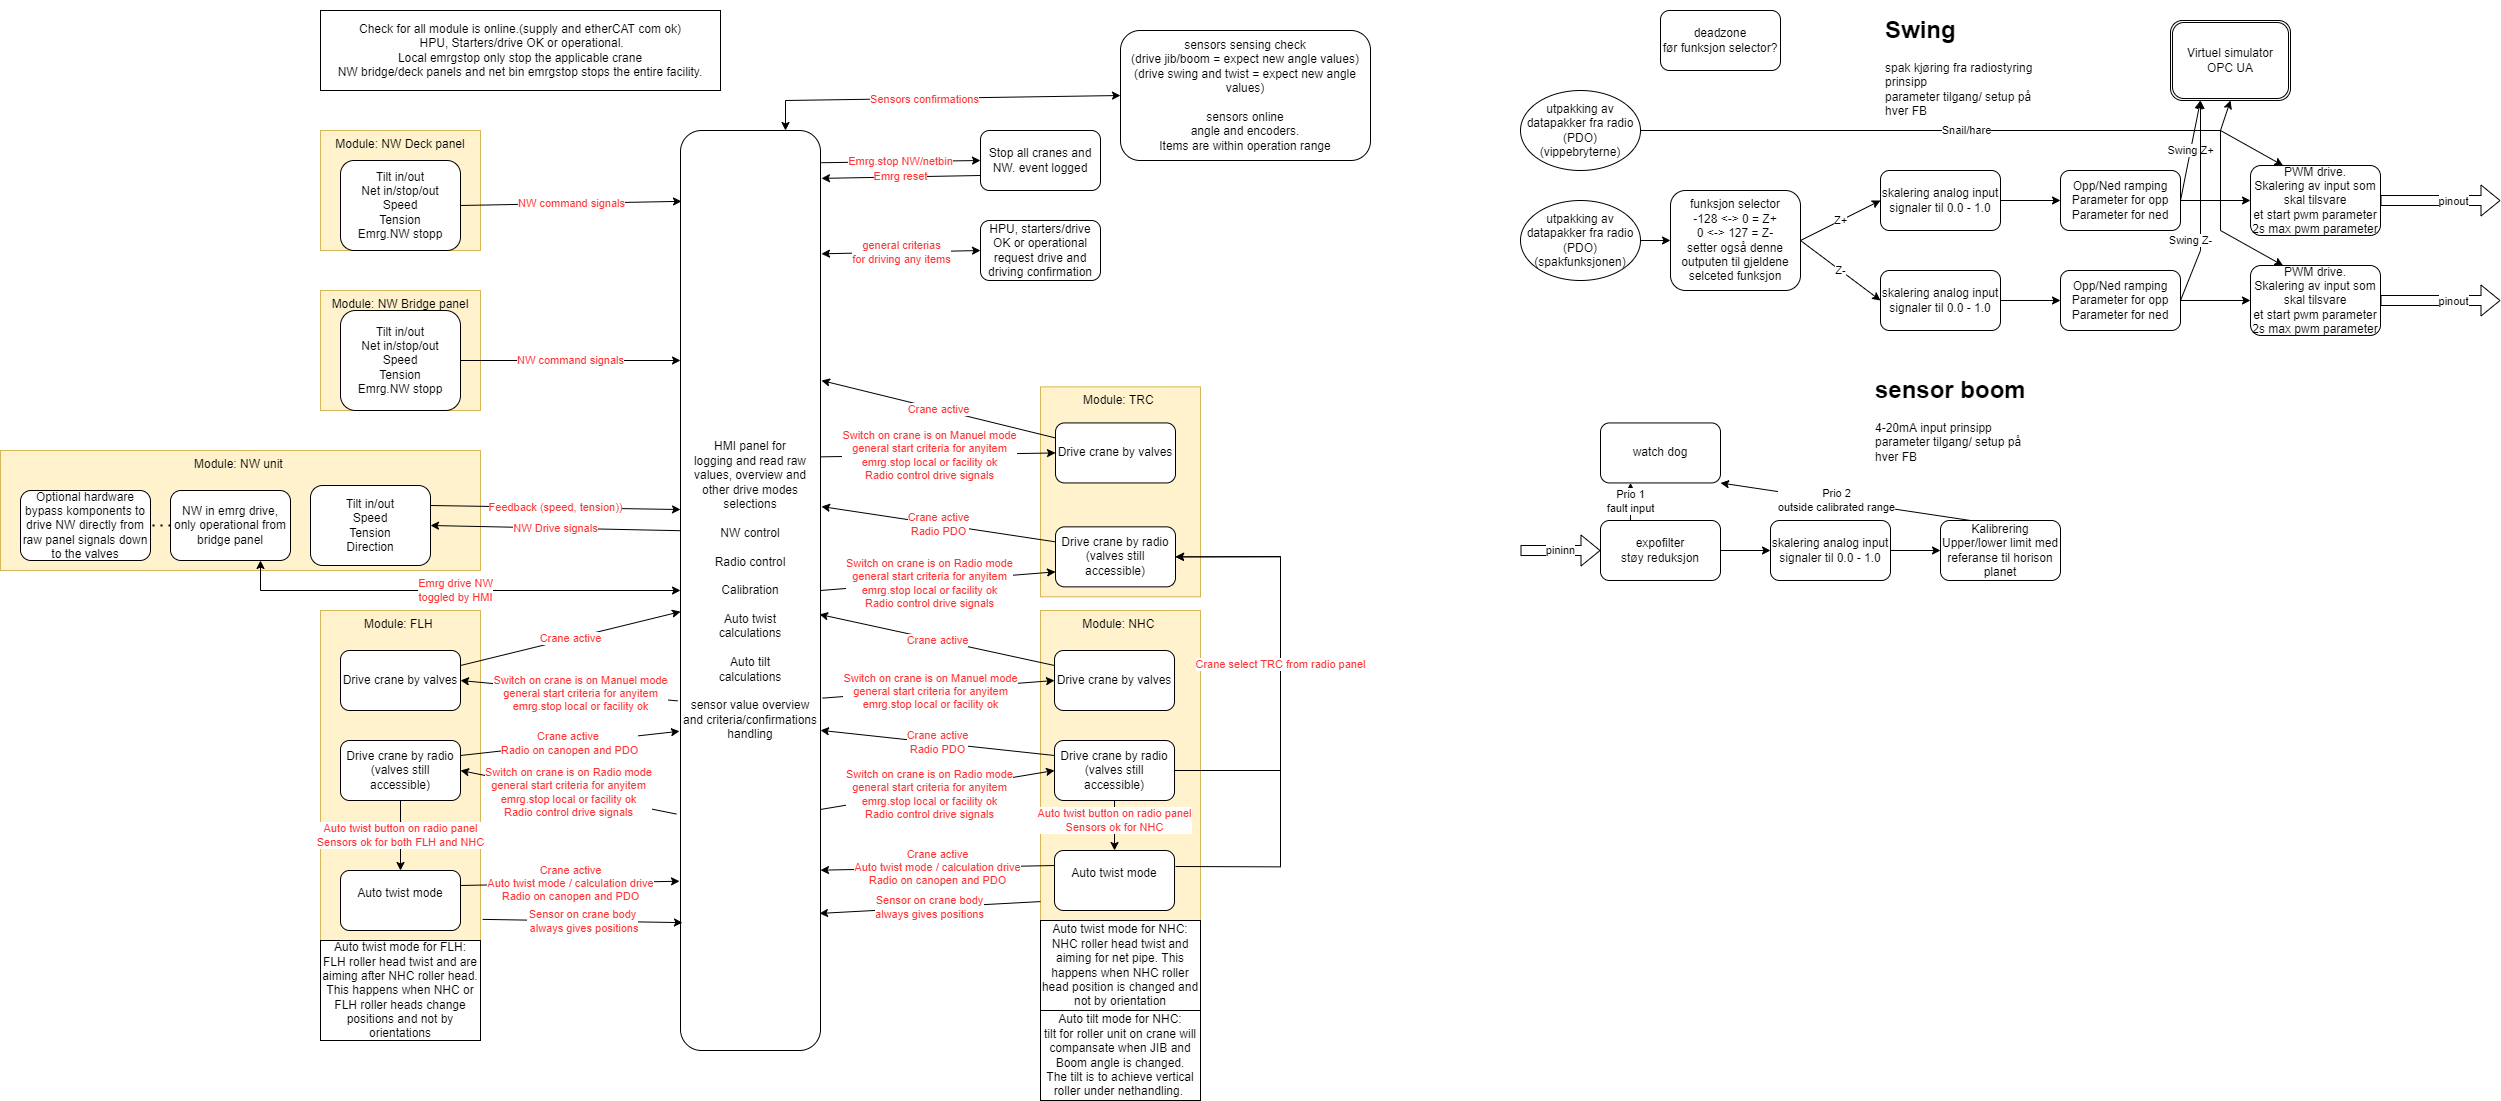 Check for all module is online.(supply and etherCAT com ok)
HPU, Starters/drive OK or operational.
Local emrgstop only stop the applicable crane
NW bridge/deck panels and net bin emrgstop stops the entire facility.
sensors sensing check
(drive jib/boom = expect new angle values)
(drive swing and twist = expect new angle
values)
sensors online
angle and encoders.
Items are within operation range
Sensors confirmations
Module: NW Deck panel
Tilt in/out
Net in/stop/out
Speed
Tension
Emrg.NW stopp
NW command signals
Emrg.stop NW/netbin
Emrg reset
Stop all cranes and
NW. event logged
general criterias
for driving any items
HPU, starters/drive
OK or operational
request drive and
driving confirmation
Module: NW Bridge panel
Tilt in/out
Net in/stop/out
Speed
Tension
Emrg.NW stopp
NW command signals
Module: NW unit
Optional hardware
bypass komponents to
drive NW directly from
raw panel signals down
to the valves
NW in emrg drive,
only operational from
bridge panel
Tilt in/out
Speed
Tension
Direction
Feedback (speed, tension))
NW Drive signals
Emrg drive NW
toggled by HMI
HMI panel for
logging and read raw
values, overview and
other drive modes
selections
NW control
Radio control
Calibration
Auto twist
calculations
Auto tilt
calculations
sensor value overview
and criteria/confirmations
handling
Module: TRC
Crane active
Drive crane by valves
Switch on crane is on Manuel mode
general start criteria for anyitem
emrg.stop local or facility ok
Radio control drive signals
Crane active
Radio PDO
Drive crane by radio
(valves still
accessible)
Switch on crane is on Radio mode
general start criteria for anyitem
emrg.stop local or facility ok
Radio control drive signals
Module: FLH
Crane active
Drive crane by valves
Switch on crane is on Manuel mode
general start criteria for anyitem
emrg.stop local or facility ok
Crane active
Radio on canopen and PDO
Drive crane by radio
(valves still
accessible)
Switch on crane is on Radio mode
general start criteria for anyitem
emrg.stop local or facility ok
Radio control drive signals
Auto twist button on radio panel
Sensors ok for both FLH and NHC
Auto twist mode
Crane active
Auto twist mode / calculation drive
Radio on canopen and PDO
Sensor on crane body
always gives positions
Auto twist mode for FLH:
FLH roller head twist and are
aiming after NHC roller head.
This happens when NHC or
FLH roller heads change
positions and not by
orientations
Module: NHC
Crane active
Drive crane by valves
Switch on crane is on Manuel mode
general start criteria for anyitem
emrg.stop local or facility ok
Crane select TRC from radio panel
Crane active
Radio PDO
Drive crane by radio
(valves still
accessible)
Switch on crane is on Radio mode
general start criteria for anyitem
emrg.stop local or facility ok
Radio control drive signals
Auto twist button on radio panel
Sensors ok for NHC
Auto twist mode
Crane active
Auto twist mode / calculation drive
Radio on canopen and PDO
Sensor on crane body
always gives positions
Auto twist mode for NHC:
NHC roller head twist and
aiming for net pipe. This
happens when NHC roller
head position is changed and
not by orientation
Auto tilt mode for NHC:
tilt for roller unit on crane will
compansate when JIB and
Boom angle is changed.
The tilt is to achieve vertical
roller under nethandling.
deadzone
før funksjon selector?
Swing
spak kjøring fra radiostyring
prinsipp
parameter tilgang/ setup på
hver FB
Virtuel simulator
OPC UA
utpakking av
datapakker fra radio
(PDO)
(vippebryterne)
Snail/hare
Swing Z+
utpakking av
datapakker fra radio
(PDO)
(spakfunksjonen)
funksjon selector
-128 <-> 0 = Z+
0 <-> 127 = Z-
setter også denne
outputen til gjeldene
selceted funksjon
Z+
skalering analog input
signaler til 0.0 - 1.0
Opp/Ned ramping
Parameter for opp
Parameter for ned
PWM drive.
Skalering av input som
skal tilsvare
et start pwm parameter
2s max pwm parameter
pinout
Swing Z-
Z-
skalering analog input
signaler til 0.0 - 1.0
Opp/Ned ramping
Parameter for opp
Parameter for ned
PWM drive.
Skalering av input som
skal tilsvare
et start pwm parameter
2s max pwm parameter
pinout
sensor boom
4-20mA input prinsipp
parameter tilgang/ setup på
hver FB
watch dog
Prio 1
fault input
Prio 2
outside calibrated range
pininn
expofilter
støy reduksjon
skalering analog input
signaler til 0.0 - 1.0
Kalibrering
Upper/lower limit med
referanse til horison
planet